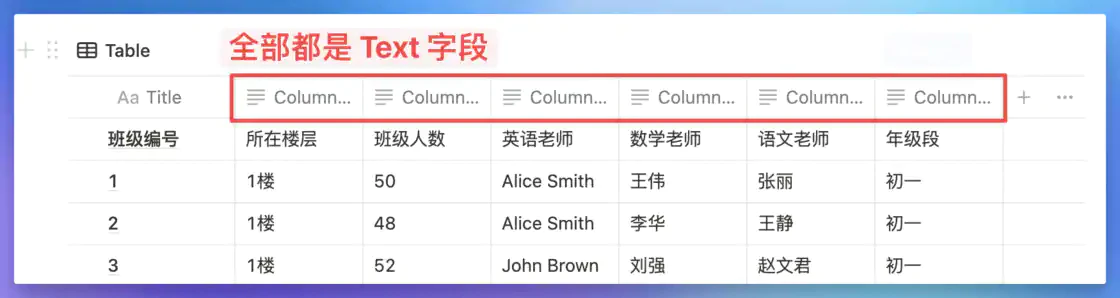 全部都是 Text 字段
Table
Aa Title Column... Column... Column... Column... Column... Column...
班级编号 所在楼层 班级人数 英语老师 数学老师 语文老师 年级段
1 1楼 50 Alice Smith 王伟 张丽 初一
2 1楼 48 Alice Smith 李华 王静 初一
3 1楼 52 John Brown 刘强 赵文君 初一